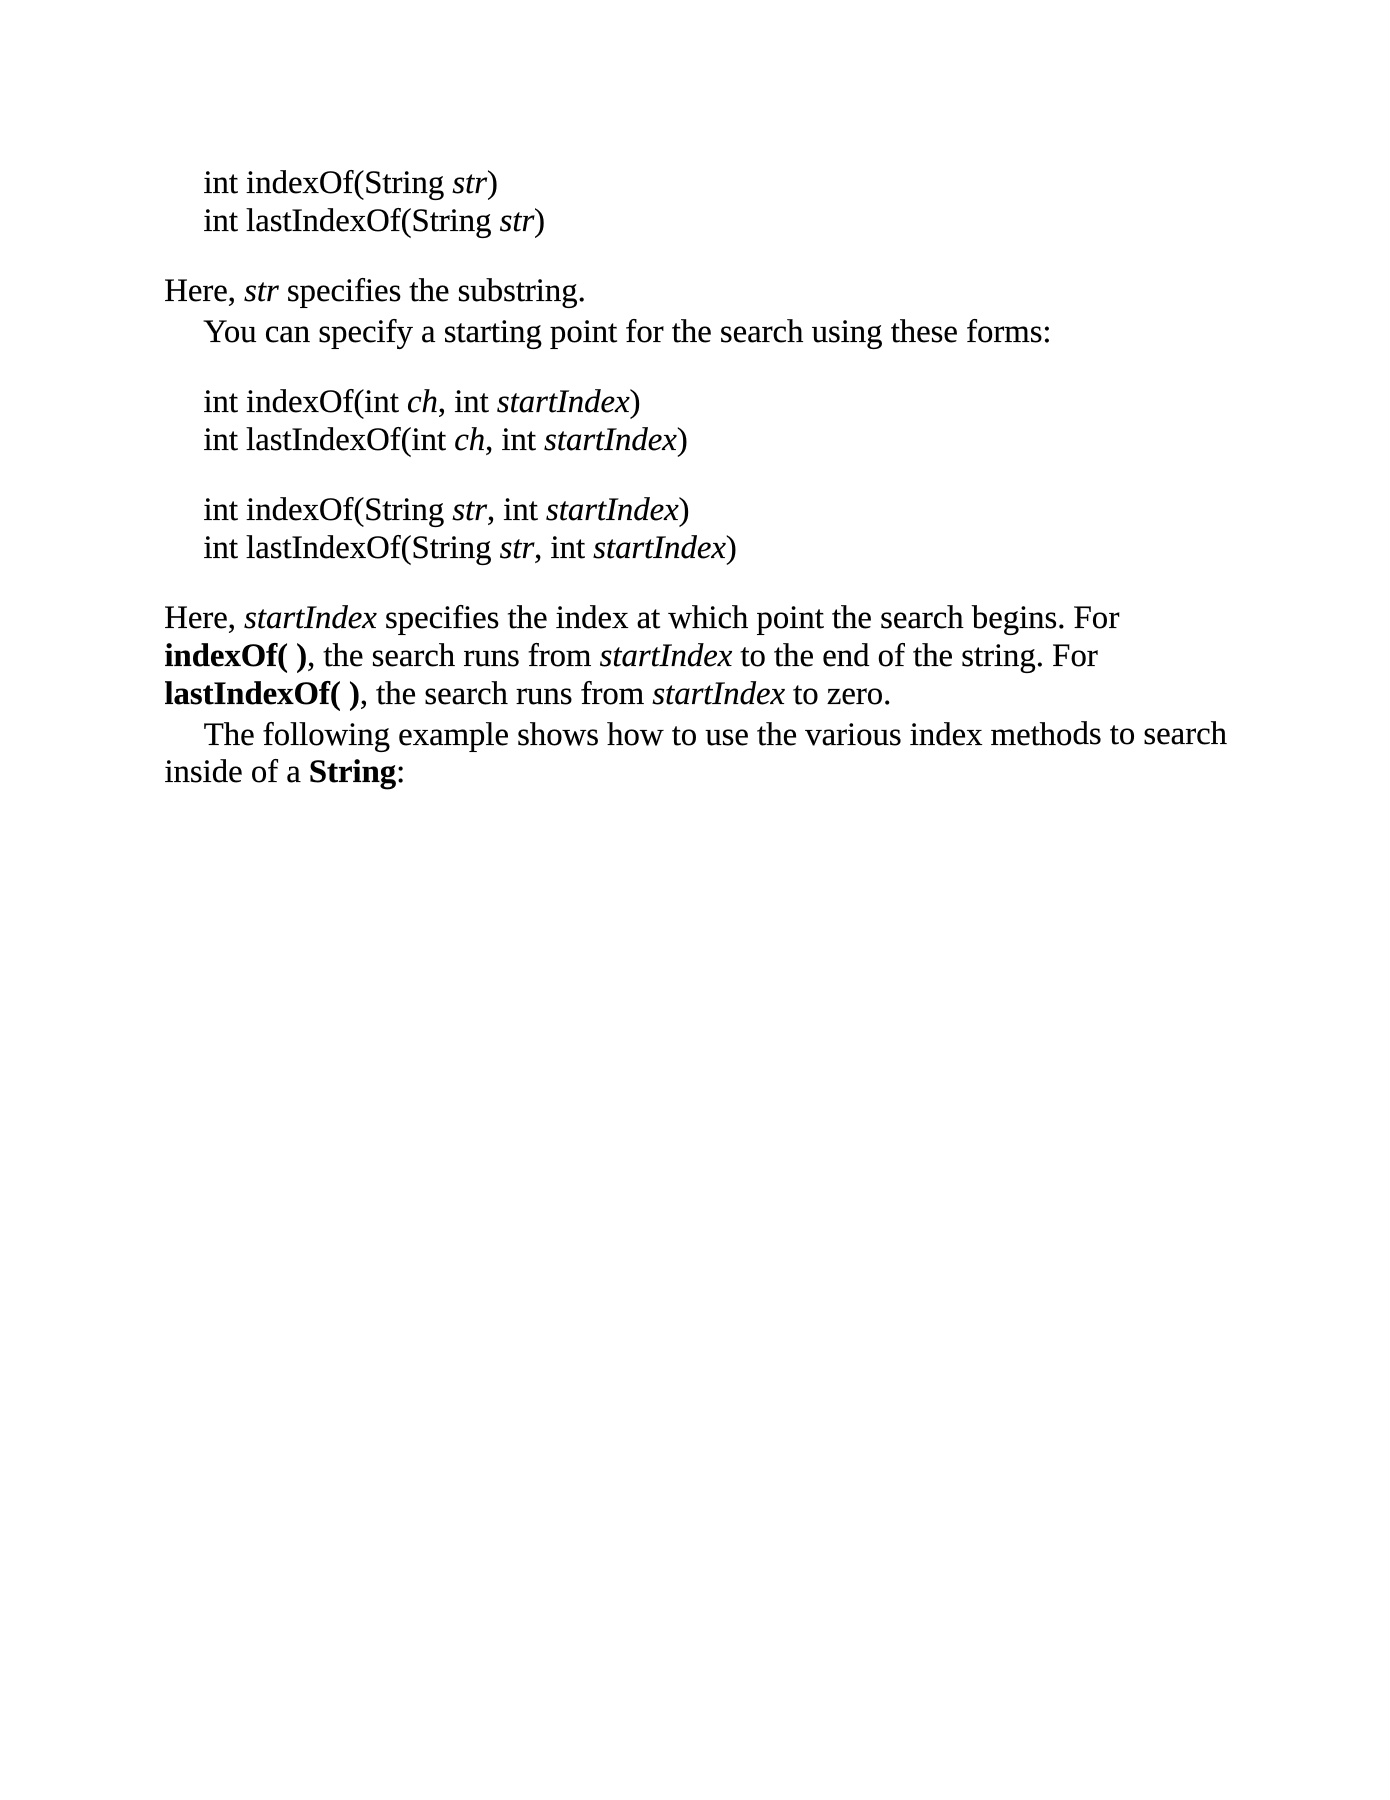 int indexOf(String str)
int lastIndexOf(String str)
Here, str specifies the substring.
You can specify a starting point for the search using these forms:
int indexOf(int ch, int startIndex)
int lastIndexOf(int ch, int startIndex)
int indexOf(String str, int startIndex)
int lastIndexOf(String str, int startIndex)
Here, startIndex specifies the index at which point the search begins. For
indexOf( ), the search runs from startIndex to the end of the string. For
lastIndexOf( ), the search runs from startIndex to zero.
The following example shows how to use the various index methods to search
inside of a String: